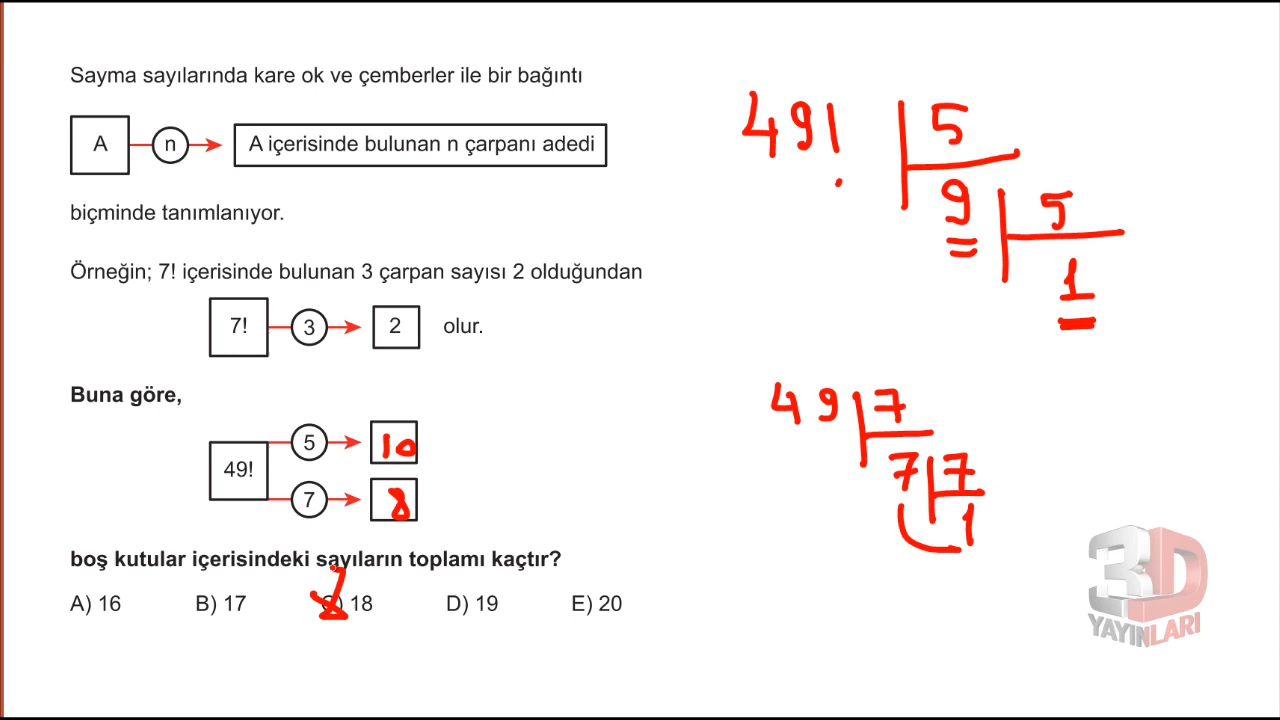 Sayma sayılarında kare ok ve çemberler ile bir bağıntı
A n A içerisinde bulunan n çarpanı adedi
biçminde tanımlanıyor.
Örneğin; 7! içerisinde bulunan 3 çarpan sayısı 2 olduğundan
7! 3 2 olur.
Buna göre,
5 10
49!
7 8
boş kutular içerisindeki sayıların toplamı kaçtır?
A) 16 B) 17 C) 18 D) 19 E) 20
49! 5
9 5
1
49 7
7 7
1
3D
YAYINLARI